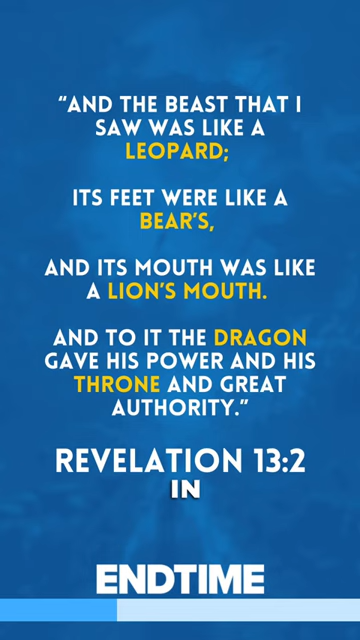 “AND THE BEAST THAT I
SAW WAS LIKE A
LEOPARD;
ITS FEET WERE LIKE A
BEAR’S,
AND ITS MOUTH WAS LIKE
A LION’S MOUTH.
AND TO IT THE DRAGON
GAVE HIS POWER AND HIS
THRONE AND GREAT
AUTHORITY.”
REVELATION 13:2
IN
ENDTIME